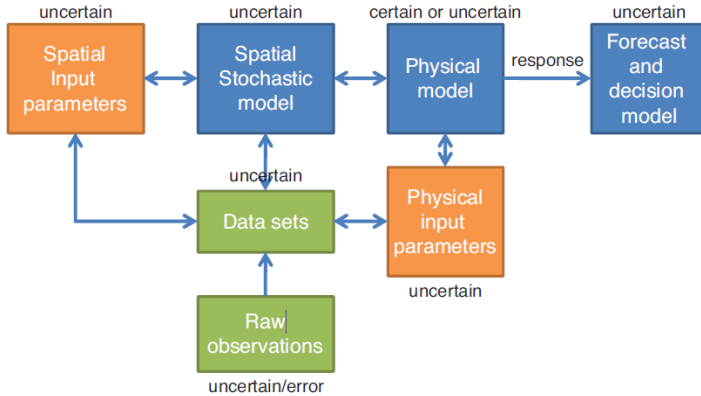 uncertain
uncertain
certain or uncertain
uncertain
Spatial
Input
parameters
Spatial
Stochastic
model
Physical
model
response
Forecast
and
decision
model
uncertain
Data sets
Physical
input
parameters
uncertain
Raw
observations
uncertain/error